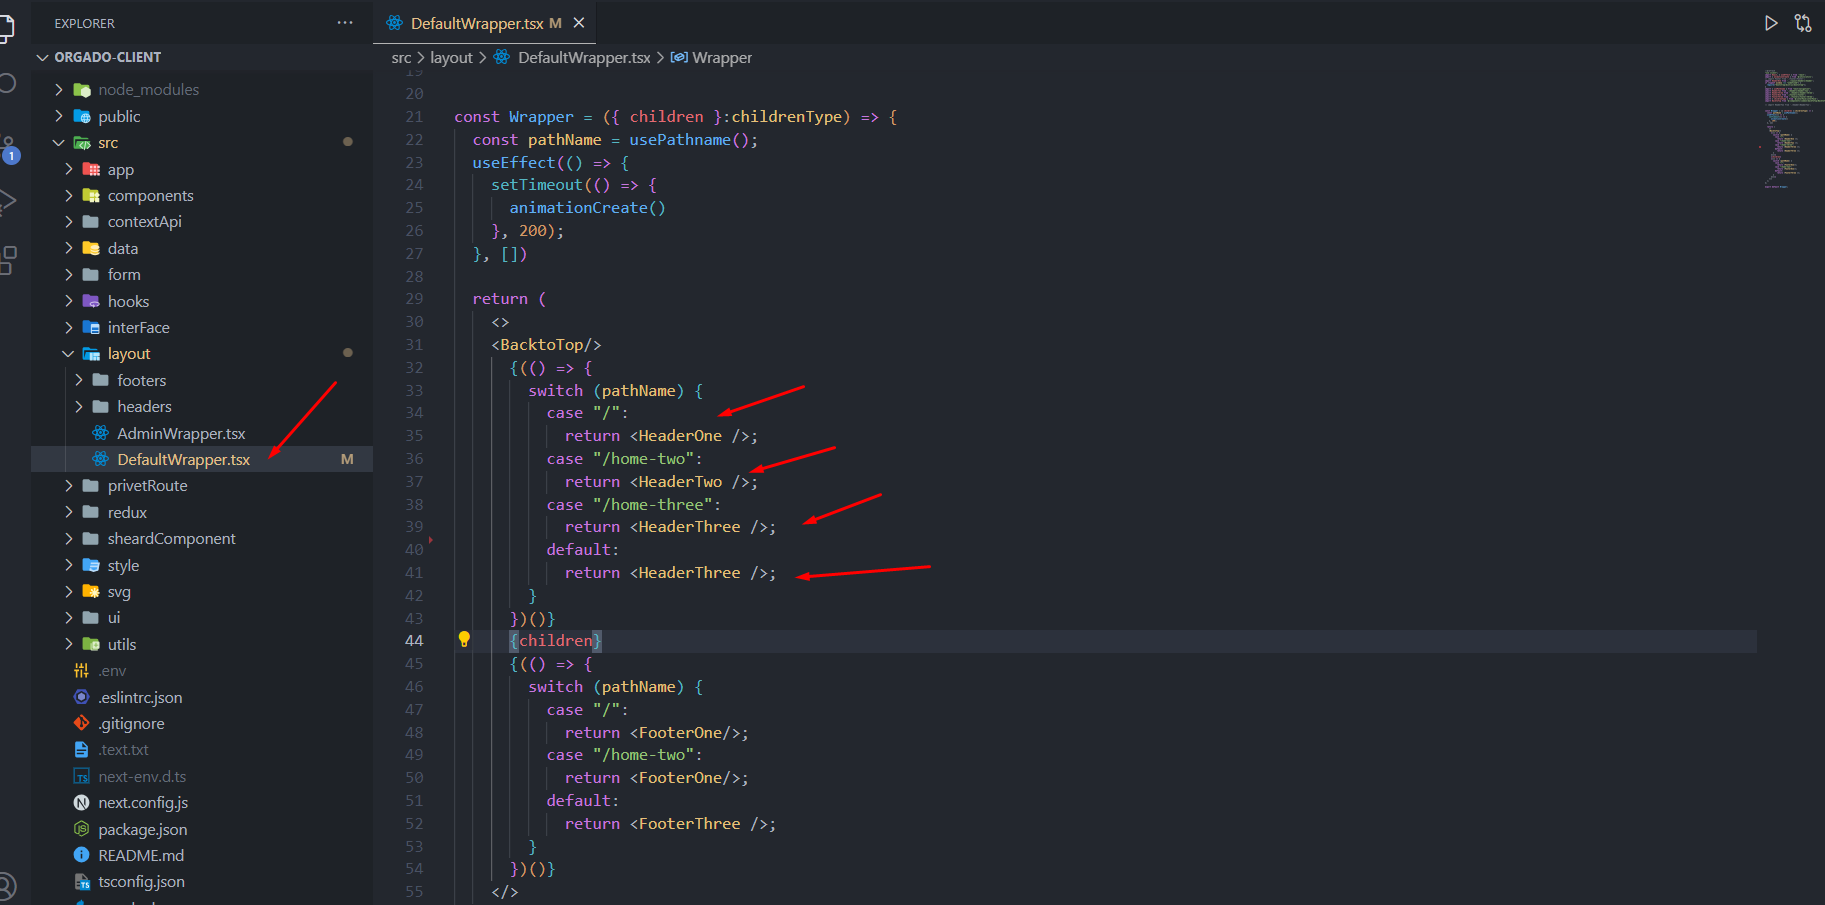 EXPLORER
ORGADO-CLIENT
node_modules
public
src
app
components
contextApi
data
form
hooks
interFace
layout
footers
headers
AdminWrapper.tsx
DefaultWrapper.tsx M
privetRoute
redux
sheardComponent
style
svg
ui
utils
.env
.eslintrc.json
.gitignore
.text.txt
next-env.d.ts
next.config.js
package.json
README.md
tsconfig.json
1
DefaultWrapper.tsx M
src > layout > DefaultWrapper.tsx > Wrapper
19
20
21 const Wrapper = ({ children }:childrenType) => {
22 const pathName = usePathname();
23 useEffect(() => {
24 setTimeout(() => {
25 animationCreate()
26 }, 200);
27 }, [])
28
29 return (
30 <>
31 <BacktoTop/>
32 {(() => {
33 switch (pathName) {
34 case "/":
35 return <HeaderOne />;
36 case "/home-two":
37 return <HeaderTwo />;
38 case "/home-three":
39 return <HeaderThree />;
40 default:
41 return <HeaderThree />;
42 }
43 })()}
44 {children}
45 {(() => {
46 switch (pathName) {
47 case "/":
48 return <FooterOne/>;
49 case "/home-two":
50 return <FooterOne/>;
51 default:
52 return <FooterThree />;
53 }
54 })()}
55 </>